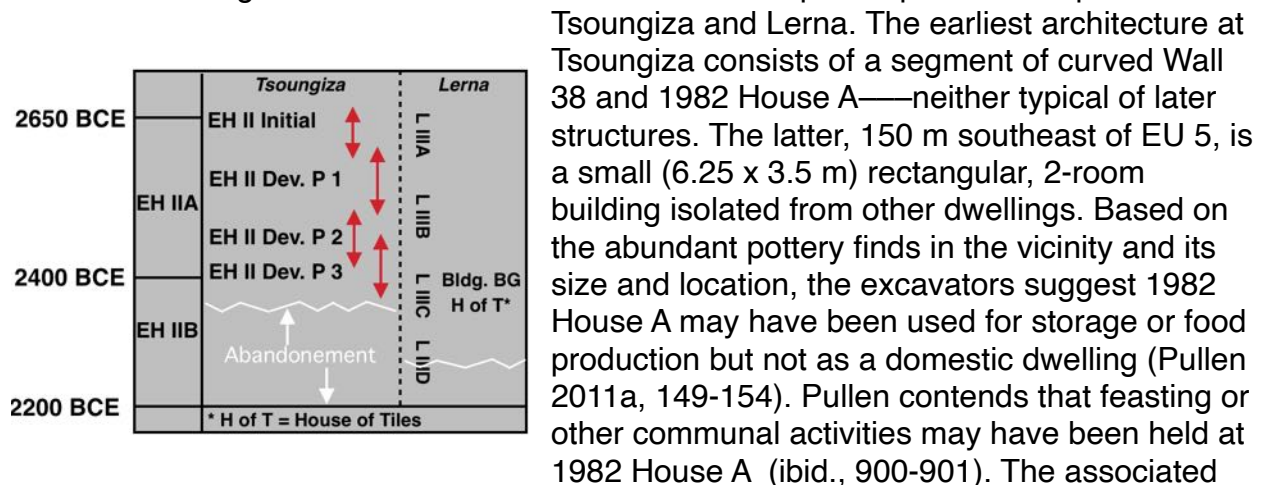 Tsoungiza and Lerna. The earliest architecture at
Tsoungiza consists of a segment of curved Wall
38 and 1982 House A-—neither typical of later
structures. The latter, 150 m southeast of EU 5, is
a small (6.25 x 3.5 m) rectangular, 2-room
building isolated from other dwellings. Based on
the abundant pottery finds in the vicinity and its
size and location, the excavators suggest 1982
House A may have been used for storage or food
production but not as a domestic dwelling (Pullen
2011a, 149-154). Pullen contends that feasting or
other communal activities may have been held at
1982 House A (ibid., 900-901). The associated
Tsoungiza
Lerna
2650 BCE
2400 BCE
2200 BCE
EH IIA
EH IIB
EH II Initial
EH II Dev. P 1
EH II Dev. P 2
EH II Dev. P 3
Abandonement
L IIIA
L IIIB
L IIIC
L IIID
Bldg. BG
H of T*
* H of T = House of Tiles